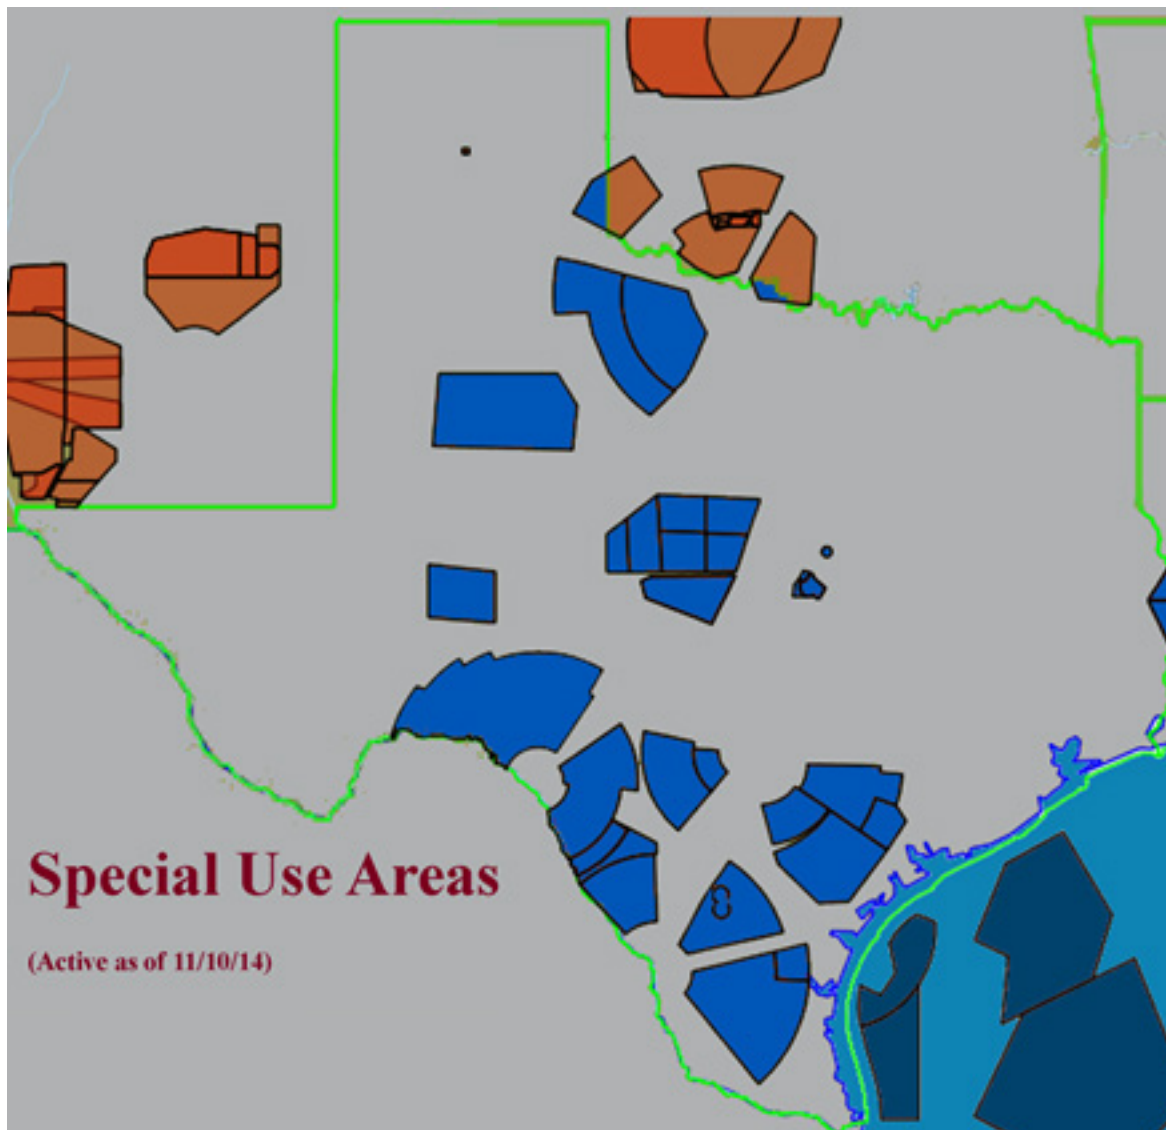 Special Use Areas
(Active as of 11/10/14)